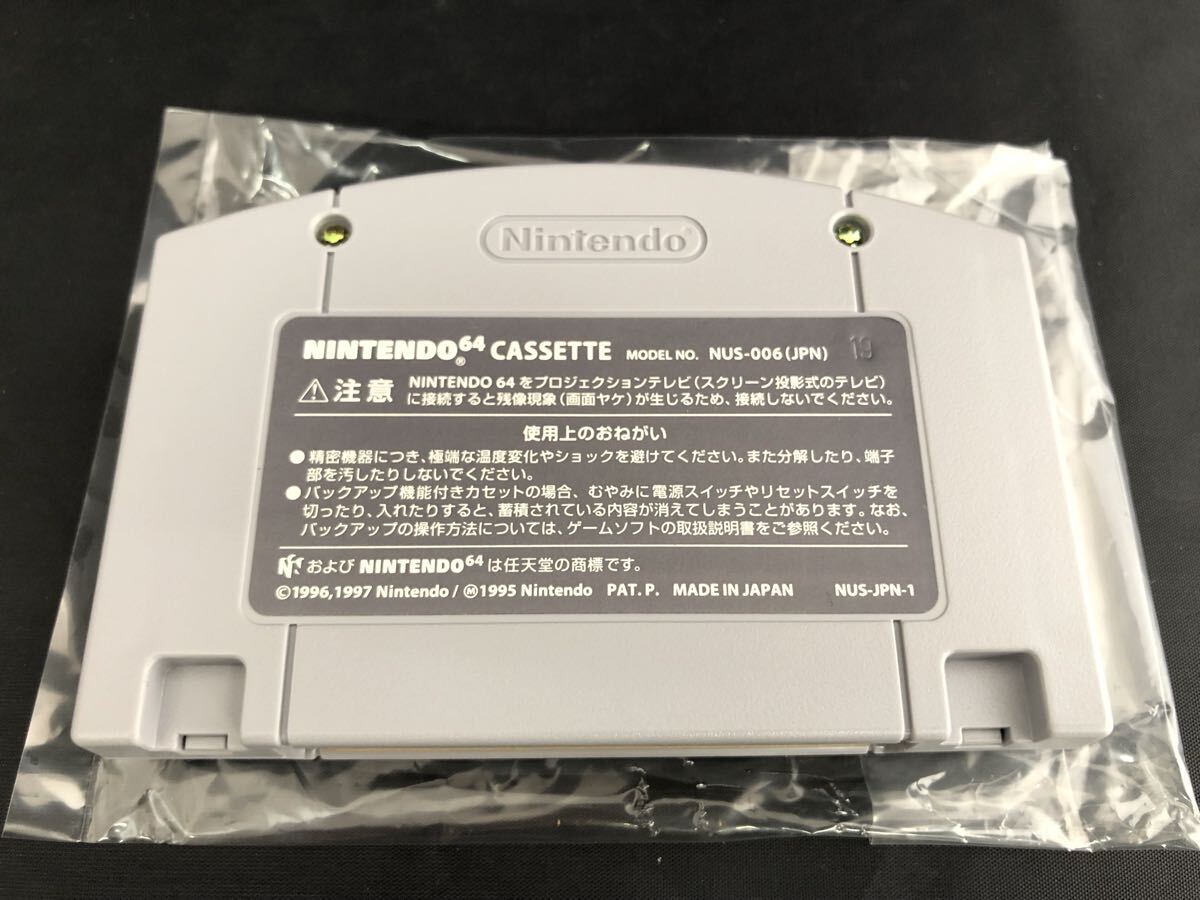 Nintendo®
NINTENDO64® CASSETTE MODEL NO. NUS-006(JPN) 19
注意 NINTENDO 64 をプロジェクションテレビ(スクリーン投影式のテレビ)
に接続すると残像現象(画面ヤケ)が生じるため、接続しないでください。
使用上のおねがい
●精密機器につき、極端な温度変化やショックを避けてください。また分解したり、端子
部を汚したりしないでください。
●バックアップ機能付きカセットの場合、むやみに電源スイッチやリセットスイッチを
切ったり、入れたりすると、蓄積されている内容が消えてしまうことがあります。なお、
バックアップの操作方法については、ゲームソフトの取扱説明書をご参照ください。
および NINTENDO64 は任天堂の商標です。
©1996,1997 Nintendo / Ⓜ1995 Nintendo PAT. P. MADE IN JAPAN NUS-JPN-1